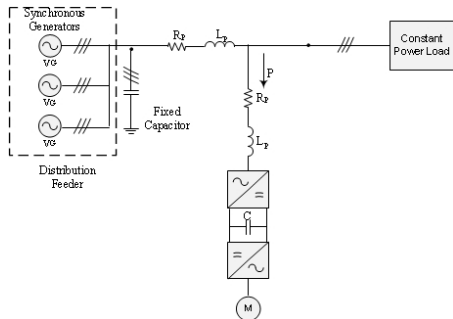 Synchronous
Generators
VG
VG
VG
Distribution
Feeder
Fixed
Capacitor
Rp
Lp
P
Rp
Lp
C
M
Constant
Power Load